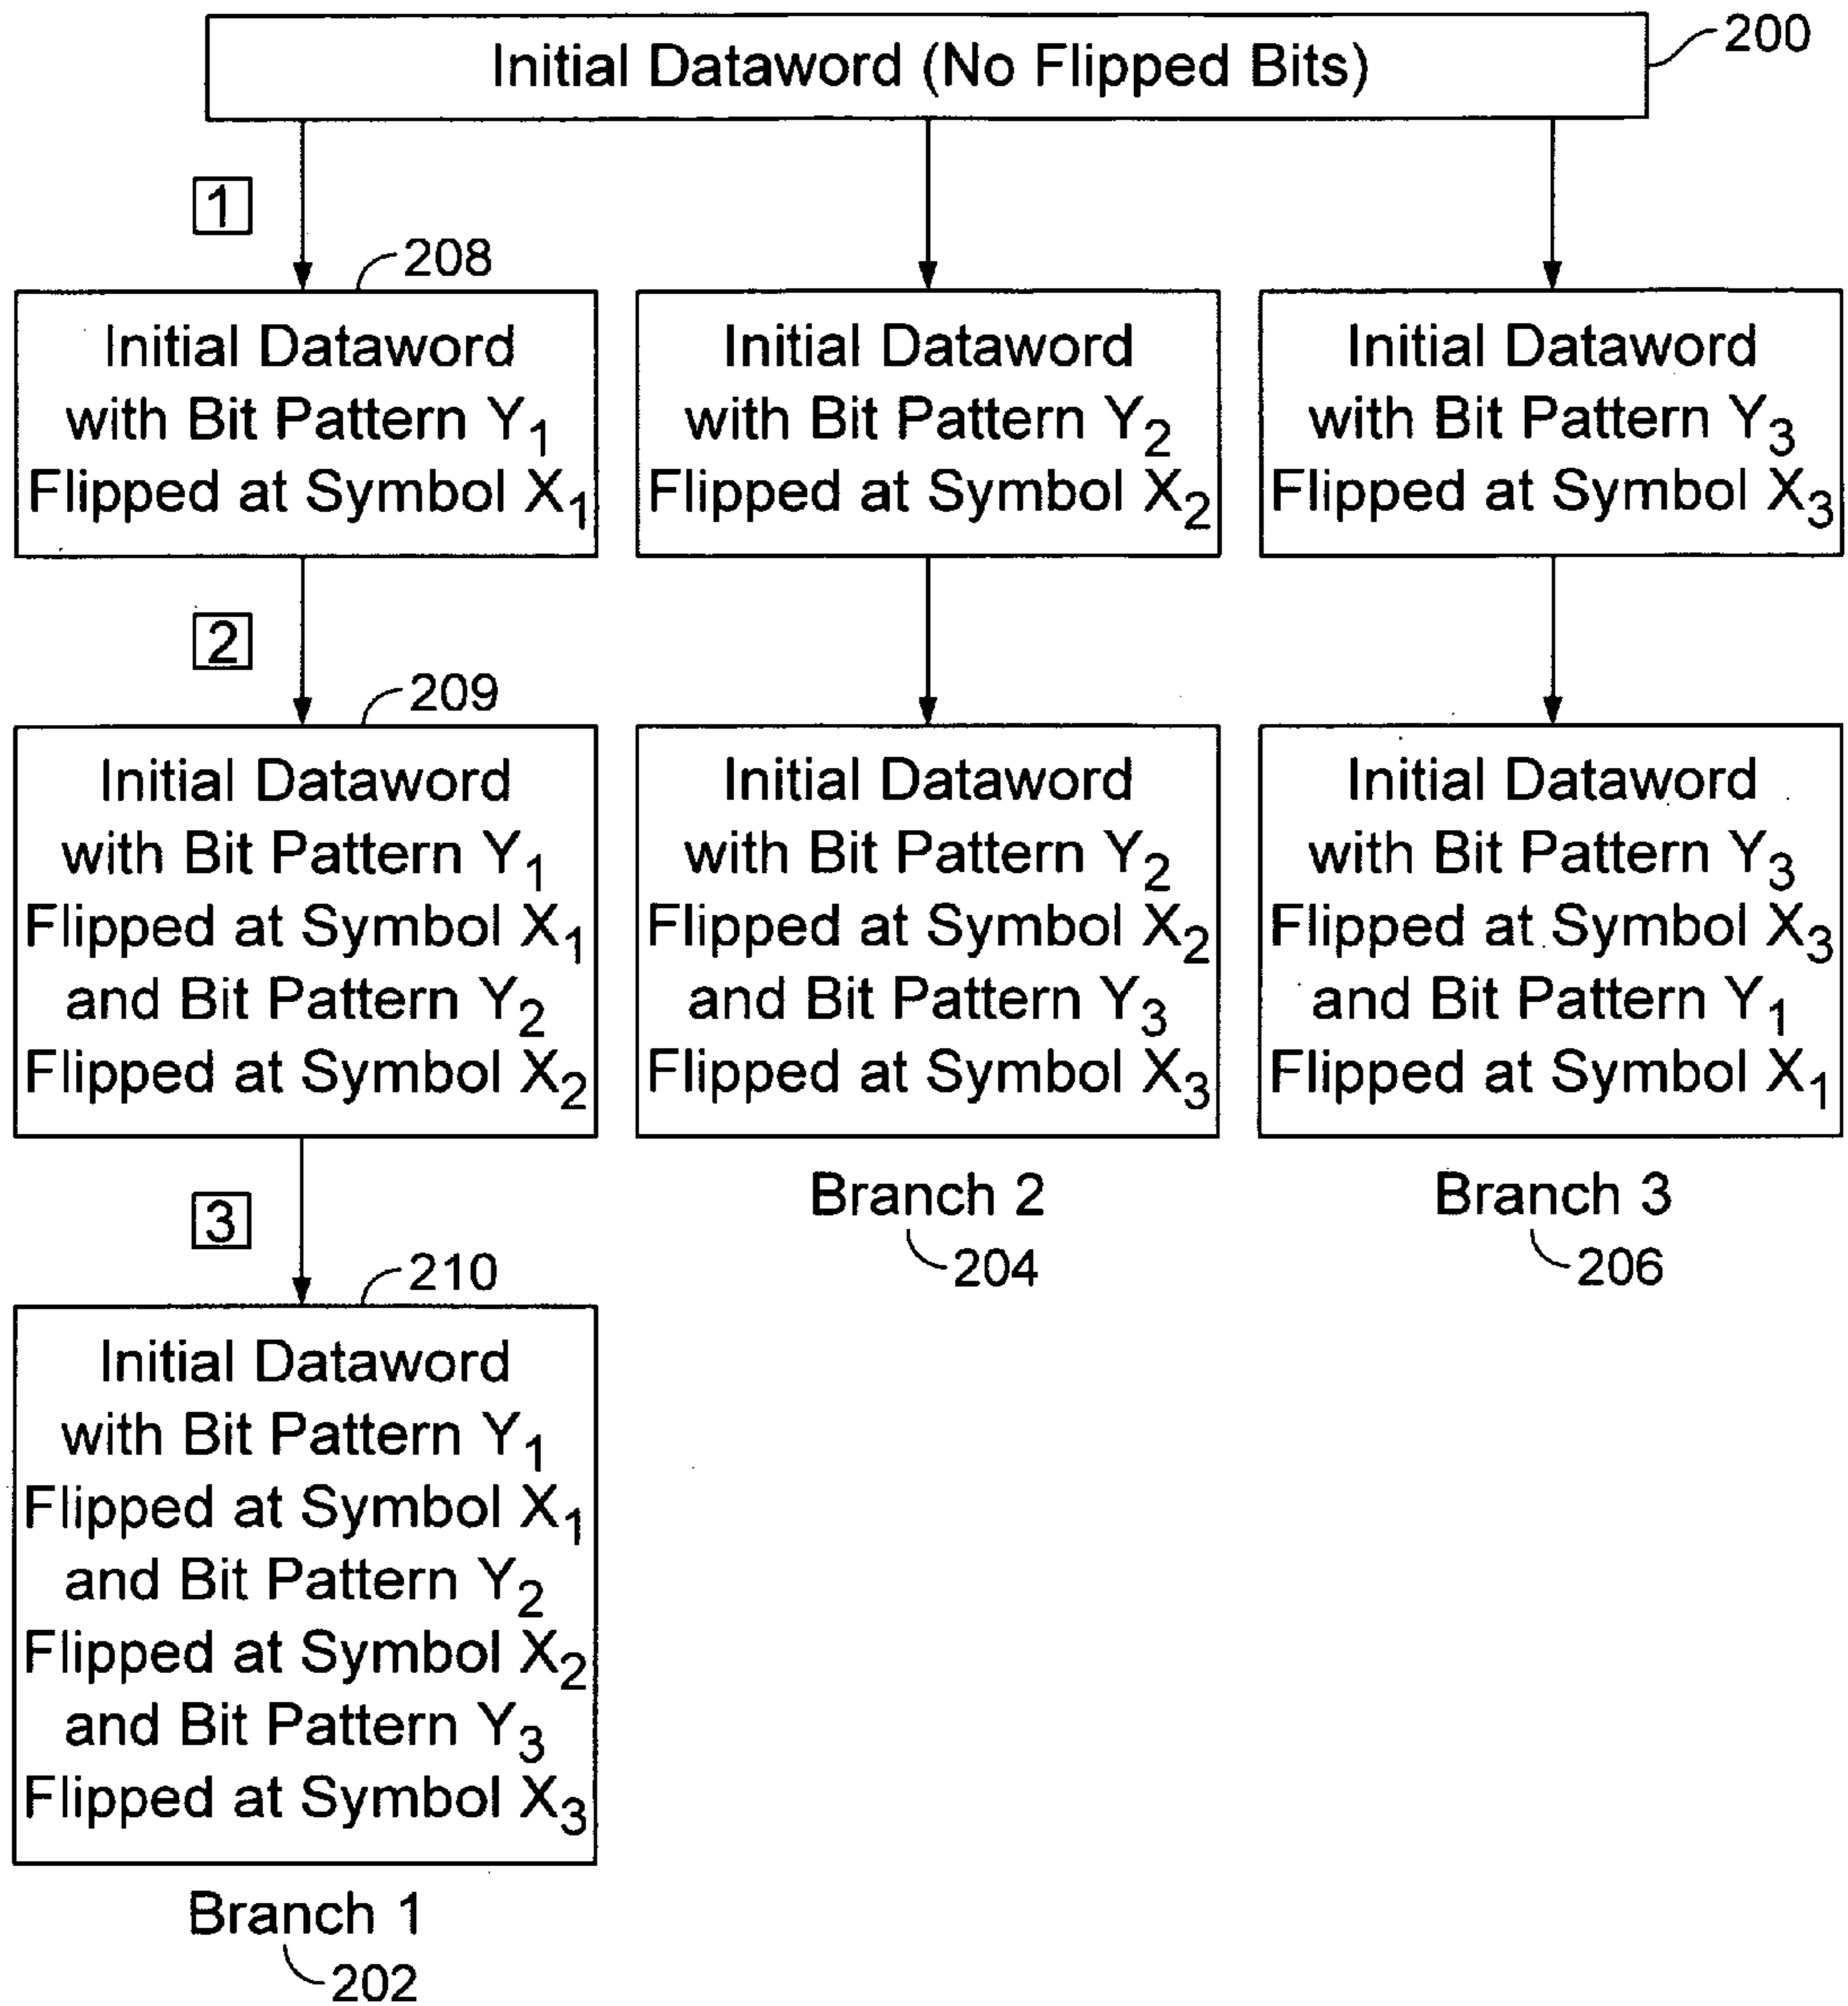 Initial Dataword (No Flipped Bits)
200
1
208
Initial Dataword
with Bit Pattern Y1
Flipped at Symbol X1
Initial Dataword
with Bit Pattern Y2
Flipped at Symbol X2
Initial Dataword
with Bit Pattern Y3
Flipped at Symbol X3
2
209
Initial Dataword
with Bit Pattern Y1
Flipped at Symbol X1
and Bit Pattern Y2
Flipped at Symbol X2
Initial Dataword
with Bit Pattern Y2
Flipped at Symbol X2
and Bit Pattern Y3
Flipped at Symbol X3
Initial Dataword
with Bit Pattern Y3
Flipped at Symbol X3
and Bit Pattern Y1
Flipped at Symbol X1
Branch 2
204
Branch 3
206
3
210
Initial Dataword
with Bit Pattern Y1
Flipped at Symbol X1
and Bit Pattern Y2
Flipped at Symbol X2
and Bit Pattern Y3
Flipped at Symbol X3
Branch 1
202